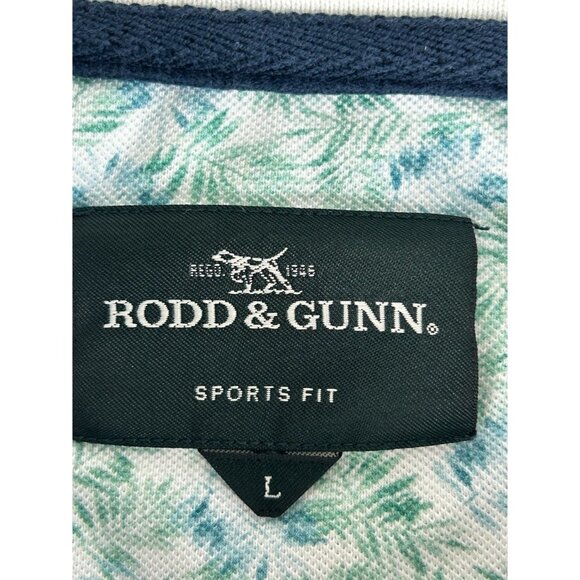 REGD. 1946
RODD & GUNN®
SPORTS FIT
L